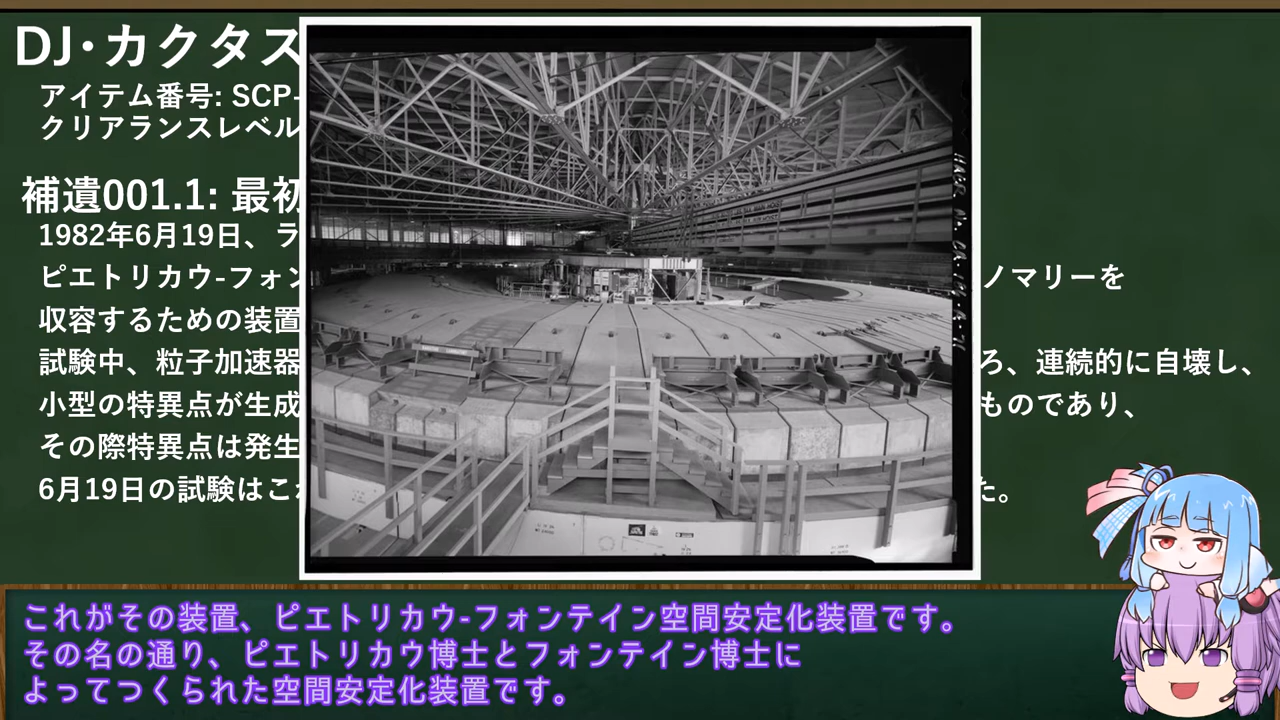 DJ・カクタス
アイテム番号: SCP-
クリアランスレベル
補遺001.1: 最初
1982年6月19日、ラ
ピエトリカウ-フォン
ノマリーを
収容するための装置
試験中、粒子加速器
ろ、連続的に自壊し、
小型の特異点が生成
ものであり、
その際特異点は発生
6月19日の試験はこ
た。
これがその装置、ピエトリカウ-フォンテイン空間安定化装置です。
その名の通り、ピエトリカウ博士とフォンテイン博士に
よってつくられた空間安定化装置です。